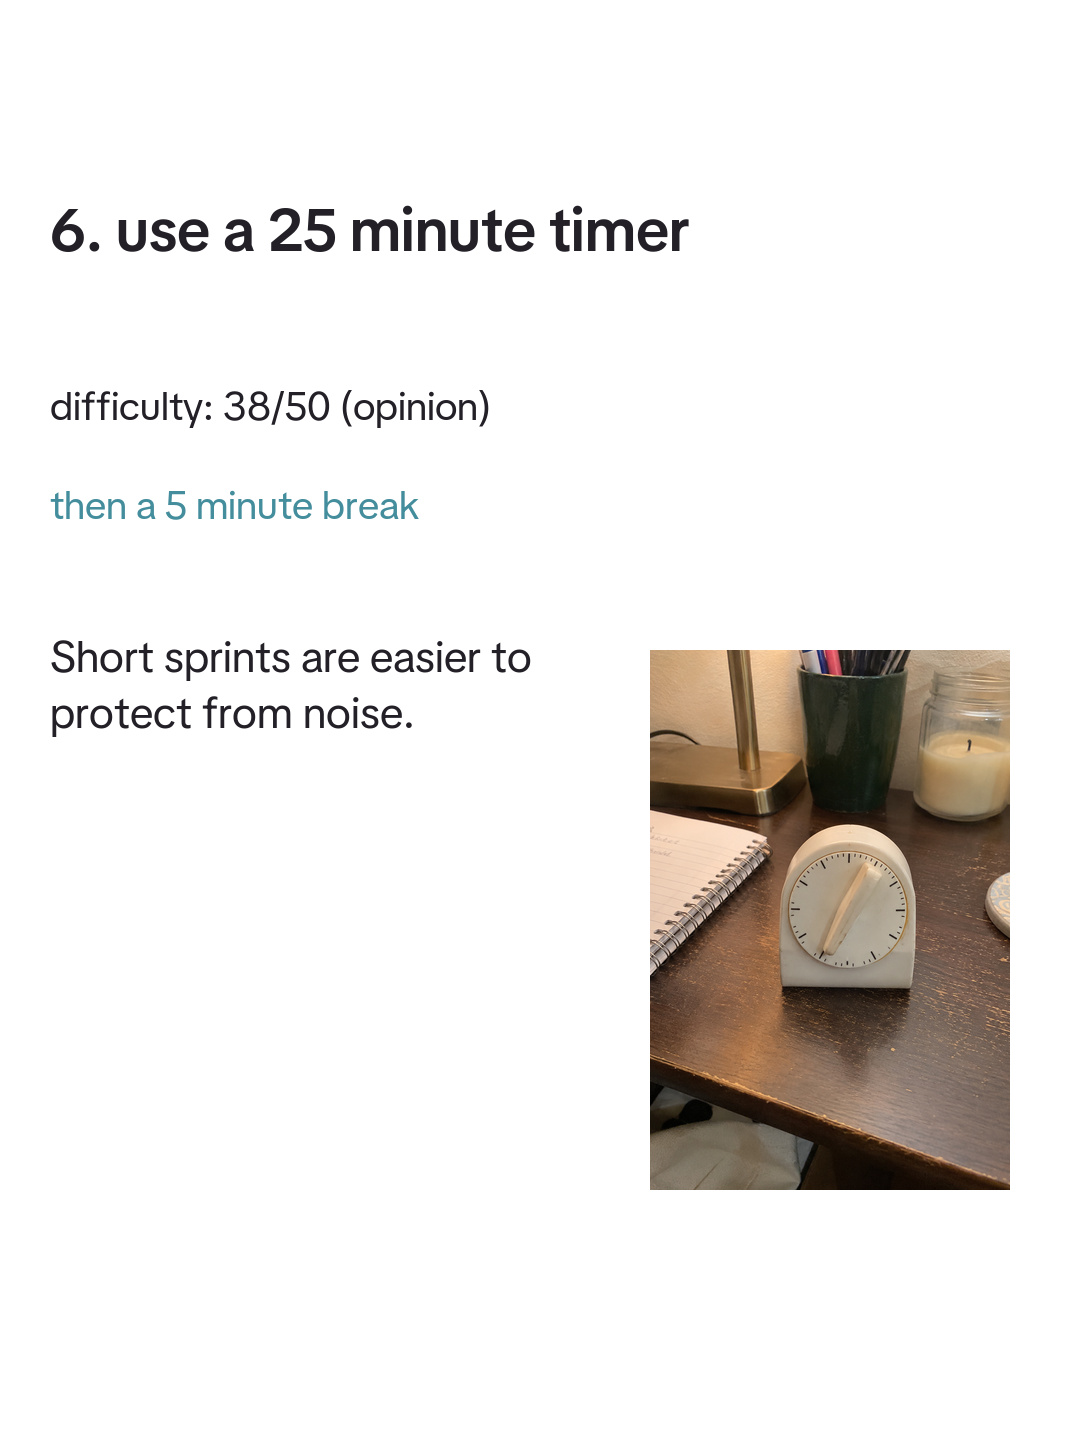 6. use a 25 minute timer
difficulty: 38/50 (opinion)
then a 5 minute break
Short sprints are easier to
protect from noise.